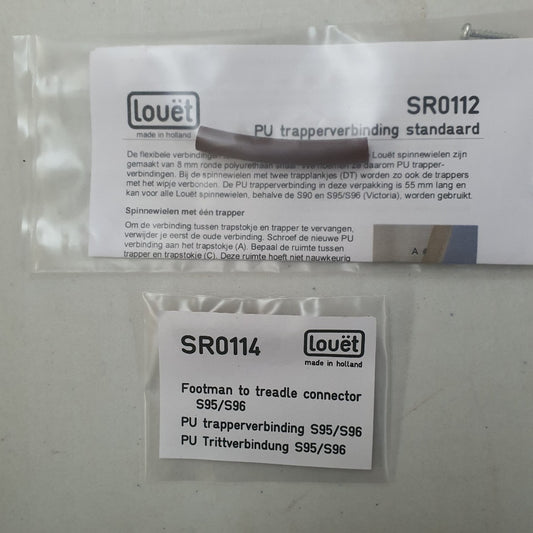 Louët
made in holland
SR0112
PU trapperverbinding standaard
De flexibele verbindingen Louët spinnewielen zijn
gemaakt van 8 mm ronde polyurethaan daarom PU trapper-
verbindingen. Bij de spinnewielen met twee trapplankjes (DT) worden zo ook de trappers
met het wipje verbonden. De PU trapperverbinding in deze verpakking is 55 mm lang en
kan voor alle Louët spinnewielen, behalve de S90 en S95/S96 (Victoria), worden gebruikt.
Spinnewielen met één trapper
Om de verbinding tussen trapstokje en trapper te vervangen,
verwijder je eerst de oude verbinding. Schroef de nieuwe PU
verbinding aan het trapstokje (A). Bepaal de ruimte tussen
trapper en trapstokje (C). Deze ruimte hoeft niet nauwkeurig
A
SR0114
Louët
made in holland
Footman to treadle connector
S95/S96
PU trapperverbinding S95/S96
PU Trittverbindung S95/S96